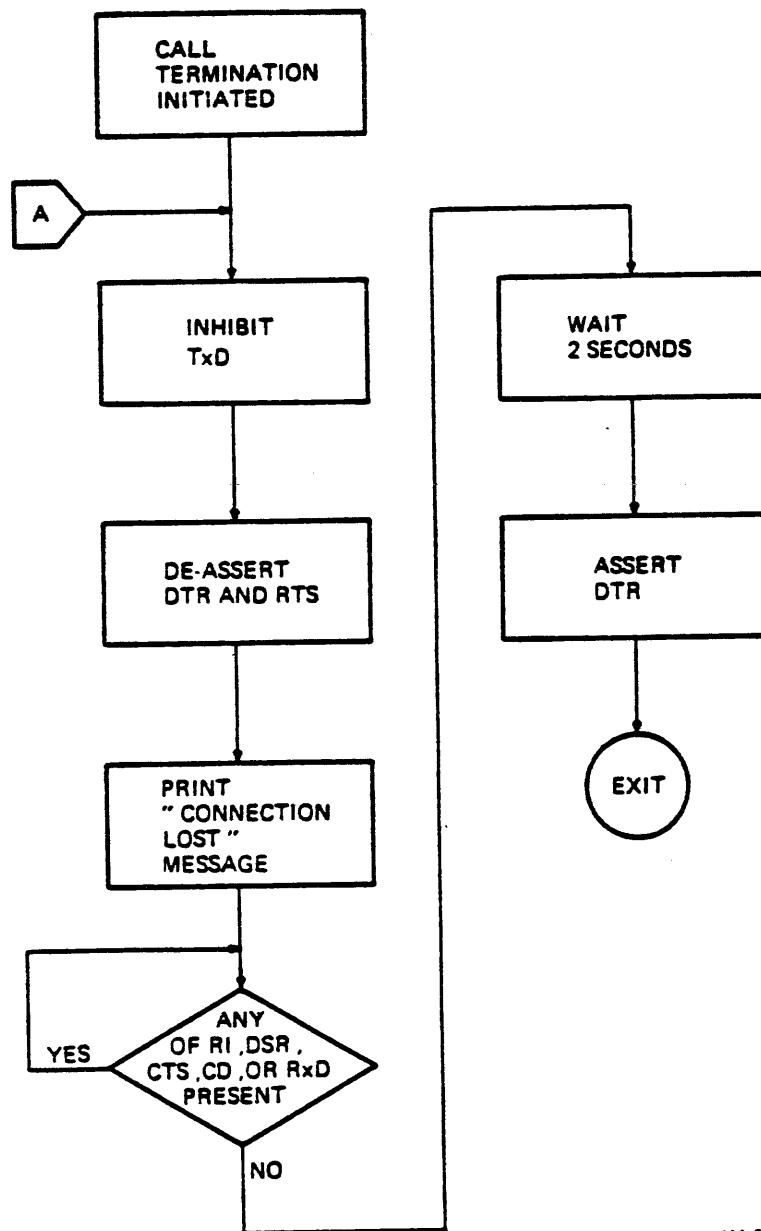 CALL
TERMINATION
INITIATED
A
INHIBIT
TxD
DE-ASSERT
DTR AND RTS
PRINT
" CONNECTION
LOST "
MESSAGE
ANY
OF RI ,DSR ,
CTS ,CD ,OR RxD
PRESENT
YES
NO
WAIT
2 SECONDS
ASSERT
DTR
EXIT